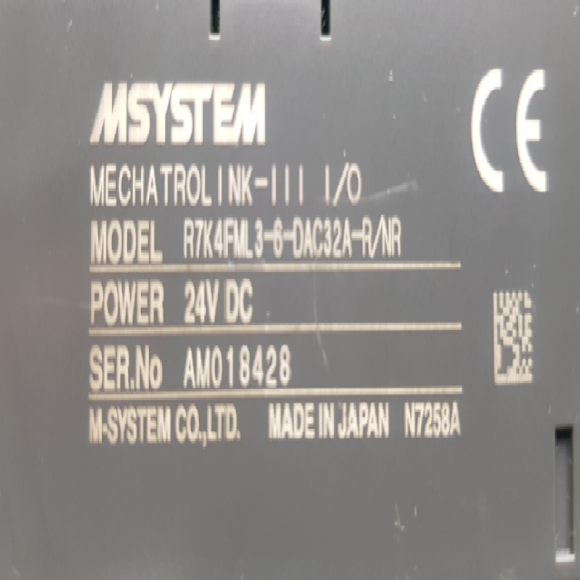 MSYSTEM
CE
MECHATROLINK-III I/O
MODEL R7K4FML3-6-DAC32A-R/NR
POWER 24V DC
SER.No AM018428
M-SYSTEM CO.,LTD. MADE IN JAPAN N7258A